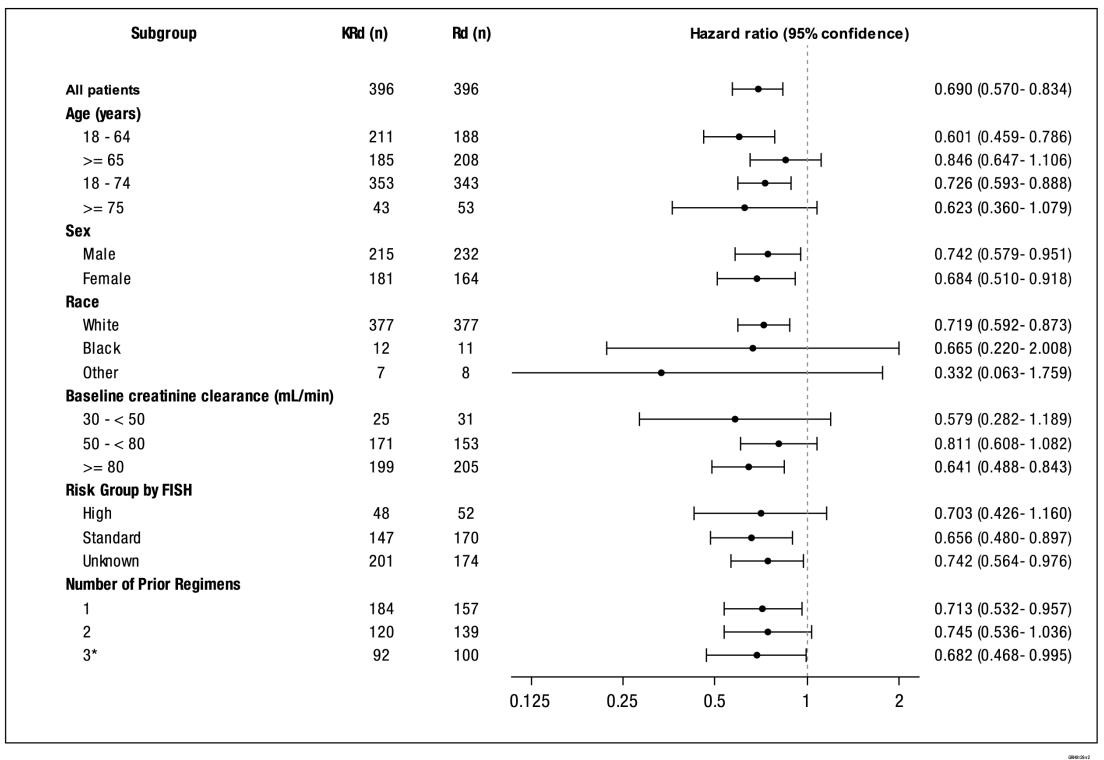 Subgroup KRd (n) Rd (n) Hazard ratio (95% confidence)
All patients 396 396 0.690 (0.570- 0.834)
Age (years)
18 - 64 211 188 0.601 (0.459- 0.786)
>= 65 185 208 0.846 (0.647- 1.106)
18 - 74 353 343 0.726 (0.593- 0.888)
>= 75 43 53 0.623 (0.360- 1.079)
Sex
Male 215 232 0.742 (0.579- 0.951)
Female 181 164 0.684 (0.510- 0.918)
Race
White 377 377 0.719 (0.592- 0.873)
Black 12 11 0.665 (0.220- 2.008)
Other 7 8 0.332 (0.063- 1.759)
Baseline creatinine clearance (mL/min)
30 - < 50 25 31 0.579 (0.282- 1.189)
50 - < 80 171 153 0.811 (0.608- 1.082)
>= 80 199 205 0.641 (0.488- 0.843)
Risk Group by FISH
High 48 52 0.703 (0.426- 1.160)
Standard 147 170 0.656 (0.480- 0.897)
Unknown 201 174 0.742 (0.564- 0.976)
Number of Prior Regimens
1 184 157 0.713 (0.532- 0.957)
2 120 139 0.745 (0.536- 1.036)
3* 92 100 0.682 (0.468- 0.995)
0.125 0.25 0.5 1 2